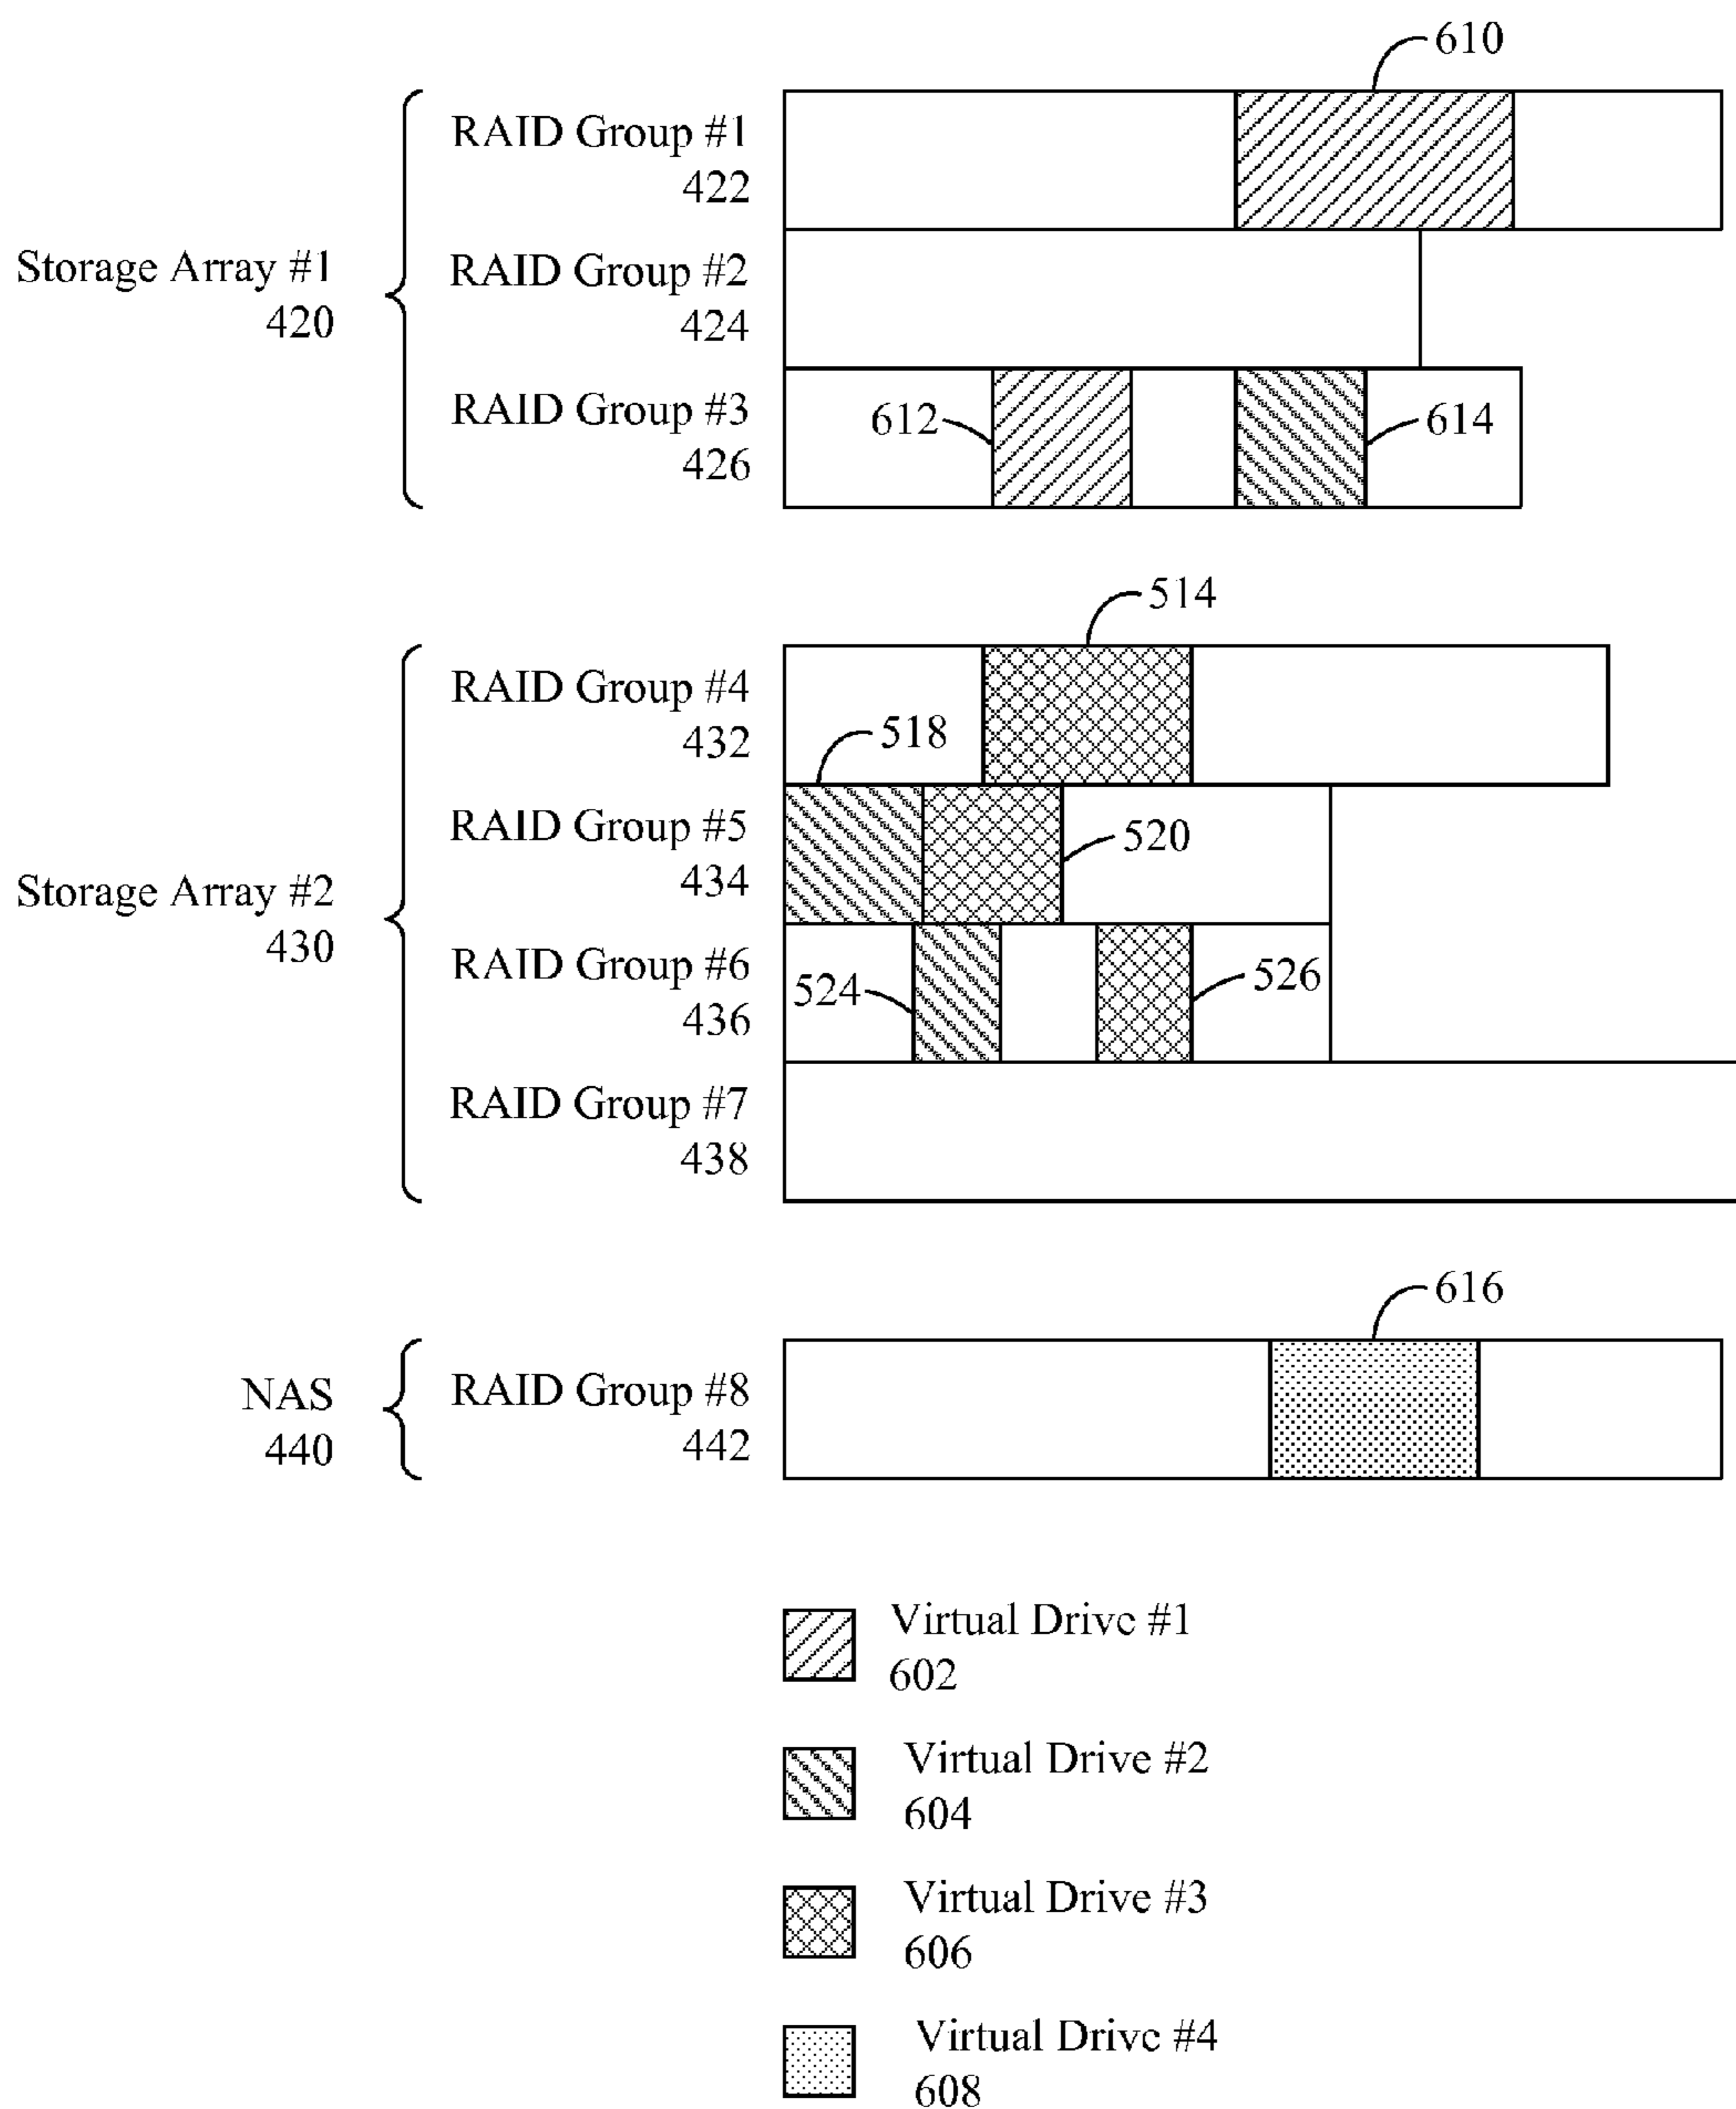 610
RAID Group #1
422
Storage Array #1
420
RAID Group #2
424
RAID Group #3
426
612
614
514
RAID Group #4
432
518
RAID Group #5
434
520
Storage Array #2
430
RAID Group #6
436
524
526
RAID Group #7
438
616
NAS
440
RAID Group #8
442
Virtual Drive #1
602
Virtual Drive #2
604
Virtual Drive #3
606
Virtual Drive #4
608